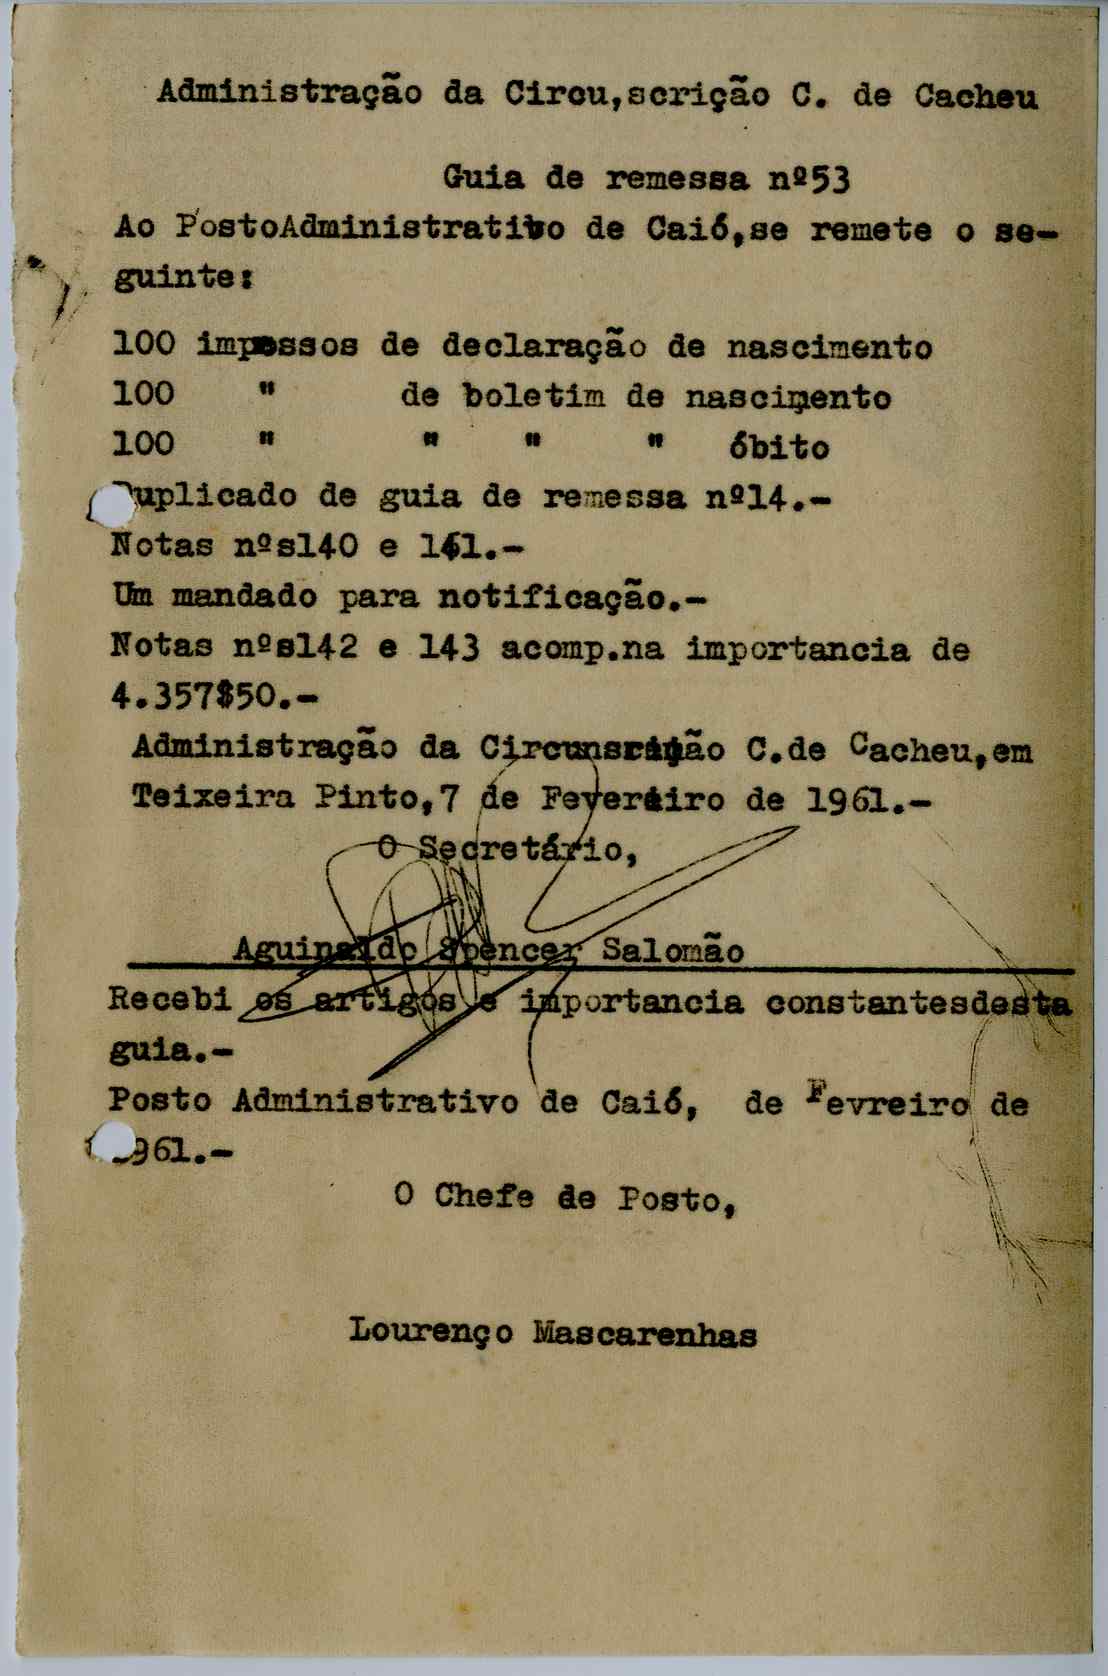 Administração da Circu,scrição C. de Cacheu
Guia de remessa nº53
Ao PostoAdministrativo de Caió,se remete o se-
guinte:
100 impessos de declaração de nascimento
100 " de boletim de nascimento
100 " " " " óbito
Duplicado de guia de remessa nº14.-
Notas nºs140 e 141.-
Um mandado para notificação.-
Notas nºs142 e 143 acomp.na importancia de
4.357$50.-
Administração da Circunscrição C.de Cacheu,em
Teixeira Pinto,7 de Fevereiro de 1961.-
O Secretário,
Aguinaldo Spencer Salomão
Recebi os artigos e importancia constantesdesta
guia.-
Posto Administrativo de Caió, de Fevreiro de
1961.-
O Chefe de Posto,
Lourenço Mascarenhas